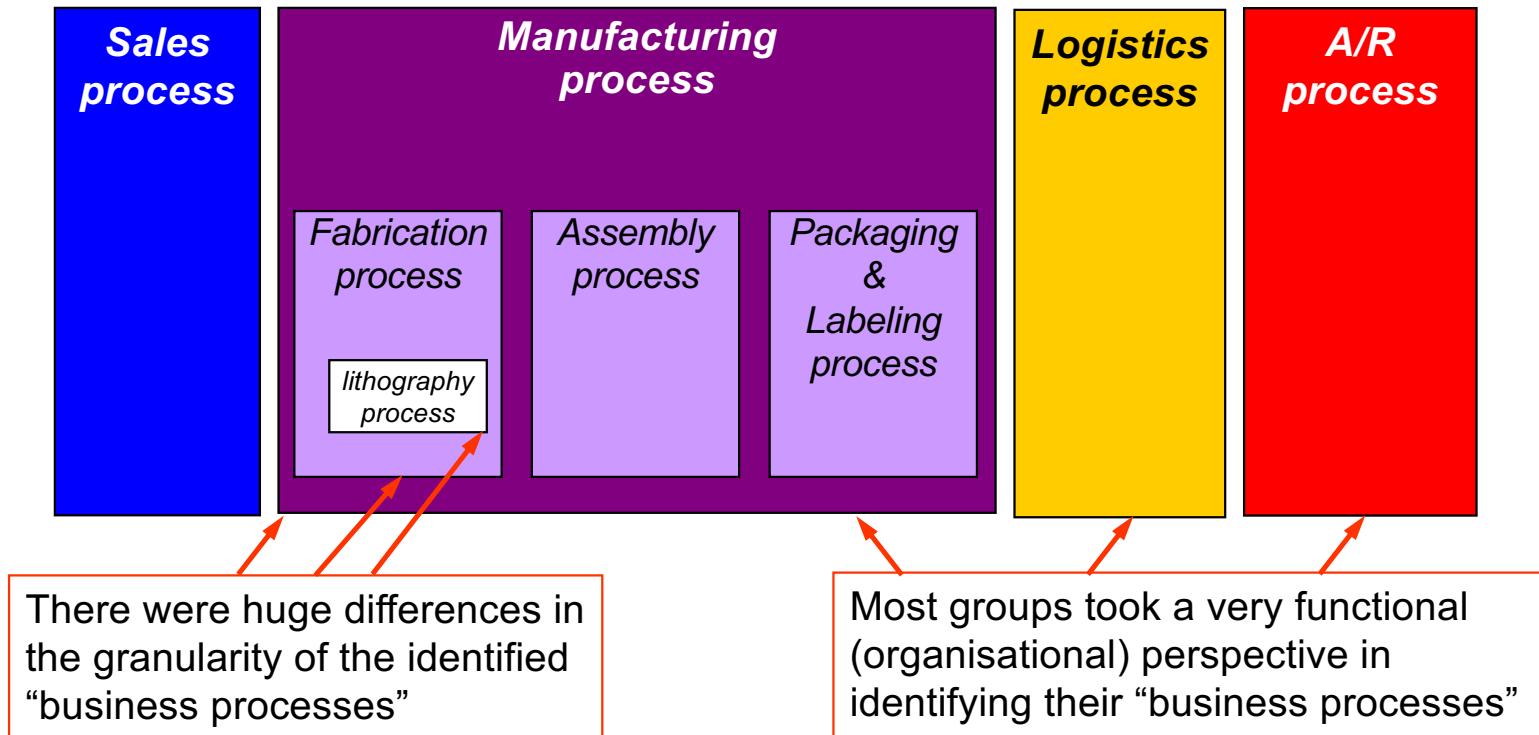 Sales
process
Manufacturing
process
Logistics
process
A/R
process
Fabrication
process
Assembly
process
Packaging
&
Labeling
process
lithography
process
There were huge differences in
the granularity of the identified
“business processes”
Most groups took a very functional
(organisational) perspective in
identifying their “business processes”